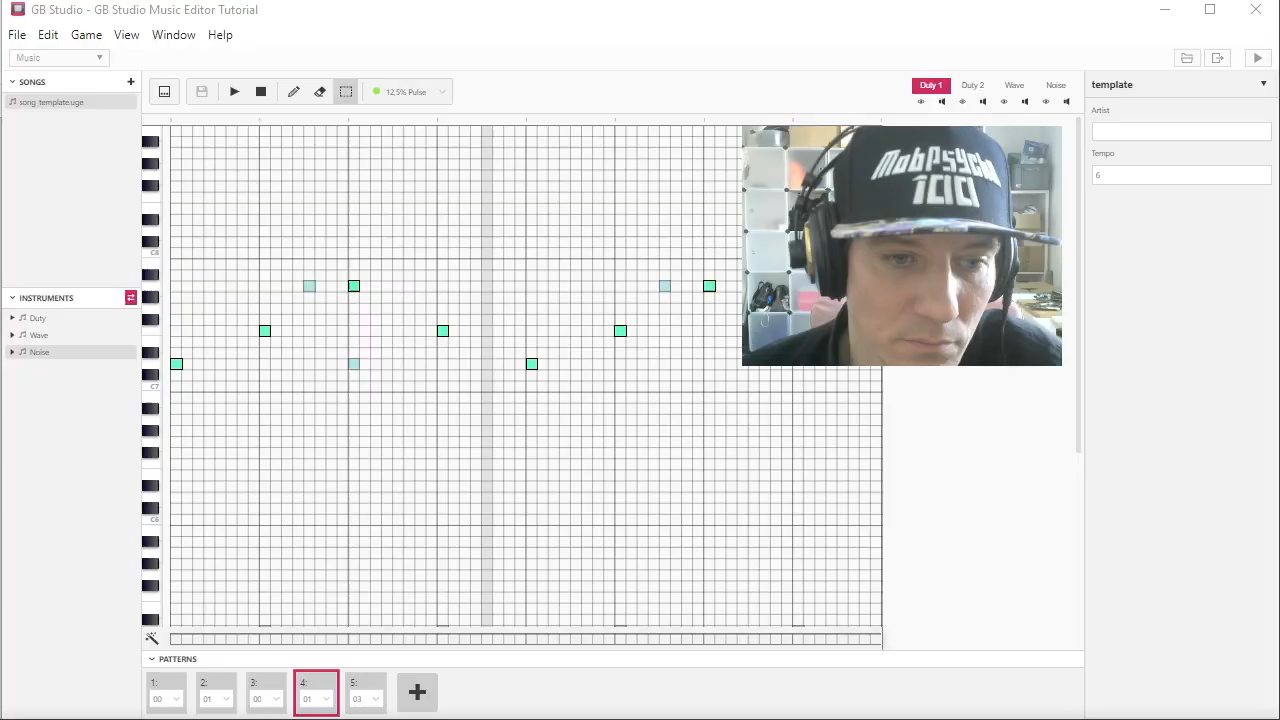 GB Studio - GB Studio Music Editor Tutorial
File Edit Game View Window Help
Music
SONGS
song_template.uge
12.5% Pulse
Duty 1 Duty 2 Wave Noise
template
Artist
Tempo
6
MobPsycho
100
C8
INSTRUMENTS
Duty
Wave
Noise
C7
C6
PATTERNS
1: 2: 3: 4: 5:
00 01 00 01 03